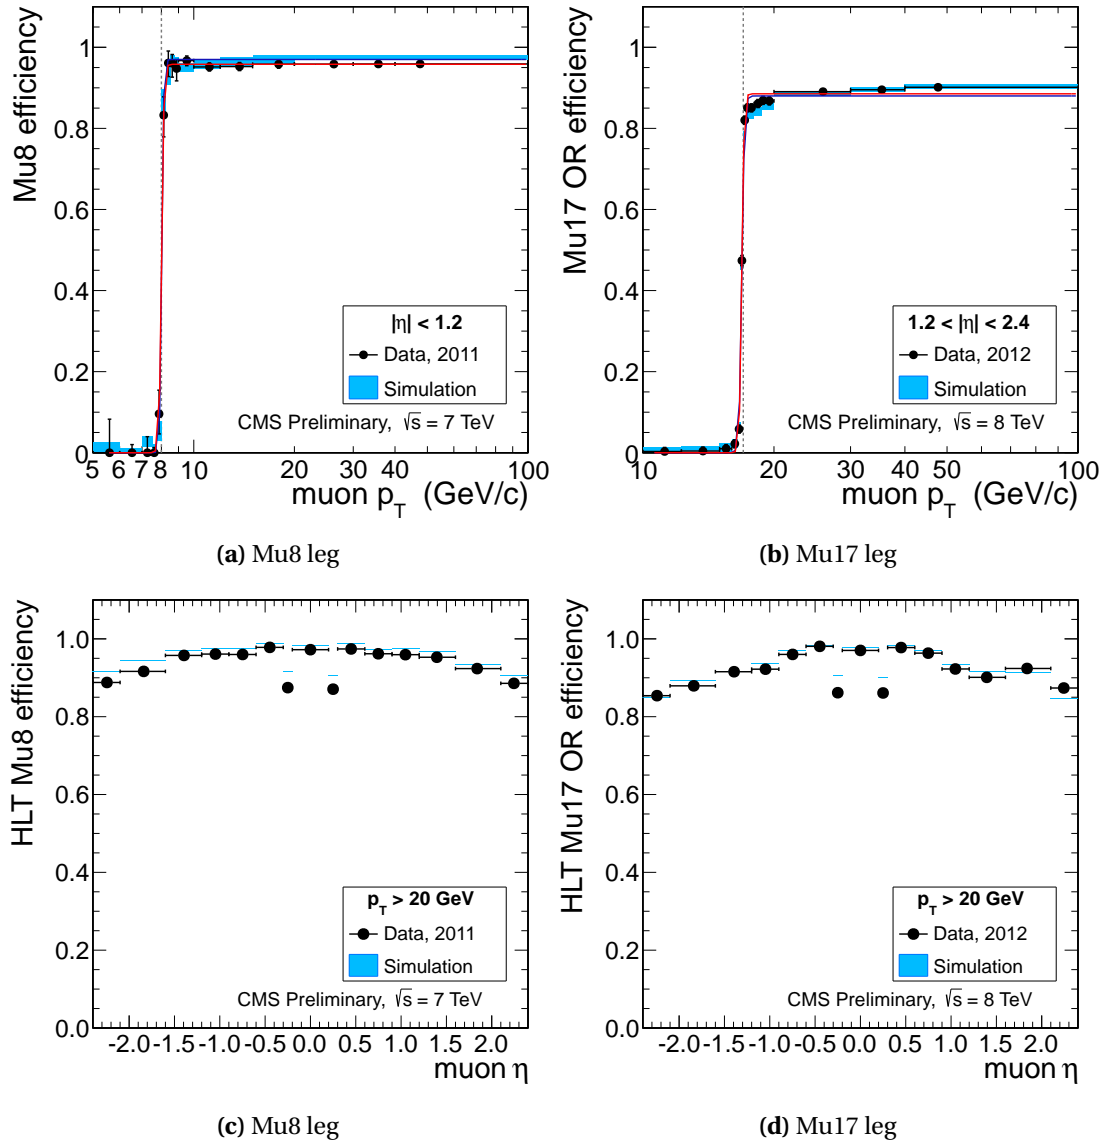 Mu8 efficiency
1
0.8
0.6
0.4
0.2
0
|η| < 1.2
Data, 2011
Simulation
CMS Preliminary, √s = 7 TeV
5 6 7 8 10 20 30 40 100
muon p_T (GeV/c)
(a) Mu8 leg
Mu17 OR efficiency
1
0.8
0.6
0.4
0.2
0
1.2 < |η| < 2.4
Data, 2012
Simulation
CMS Preliminary, √s = 8 TeV
10 20 30 40 100
muon p_T (GeV/c)
(b) Mu17 leg
HLT Mu8 efficiency
1.0
0.8
0.6
0.4
0.2
0.0
p_T > 20 GeV
Data, 2011
Simulation
CMS Preliminary, √s = 7 TeV
-2.0 -1.5 -1.0 -0.5 0.0 0.5 1.0 1.5 2.0
muon η
(c) Mu8 leg
HLT Mu17 OR efficiency
1.0
0.8
0.6
0.4
0.2
0.0
p_T > 20 GeV
Data, 2012
Simulation
CMS Preliminary, √s = 8 TeV
-2.0 -1.5 -1.0 -0.5 0.0 0.5 1.0 1.5 2.0
muon η
(d) Mu17 leg